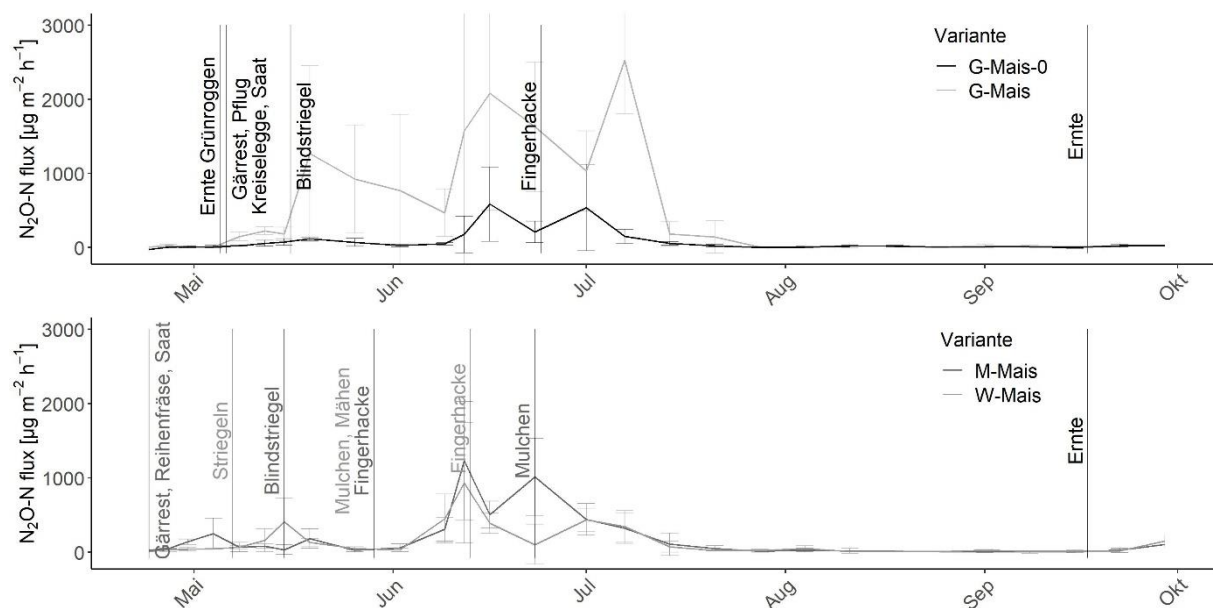 N₂O-N flux [µg m⁻² h⁻¹]
3000
2000
1000
0
Ernte Grünroggen
Gärrest, Pflug
Kreiselegge, Saat
Blindstriegel
Fingerhacke
Ernte
Variante
G-Mais-0
G-Mais
Mai
Jun
Jul
Aug
Sep
Okt
N₂O-N flux [µg m⁻² h⁻¹]
3000
2000
1000
0
Gärrest, Reihenfräse, Saat
Striegeln
Blindstriegel
Mulchen, Mähen
Fingerhacke
Fingerhacke
Mulchen
Ernte
Variante
M-Mais
W-Mais
Mai
Jun
Jul
Aug
Sep
Okt